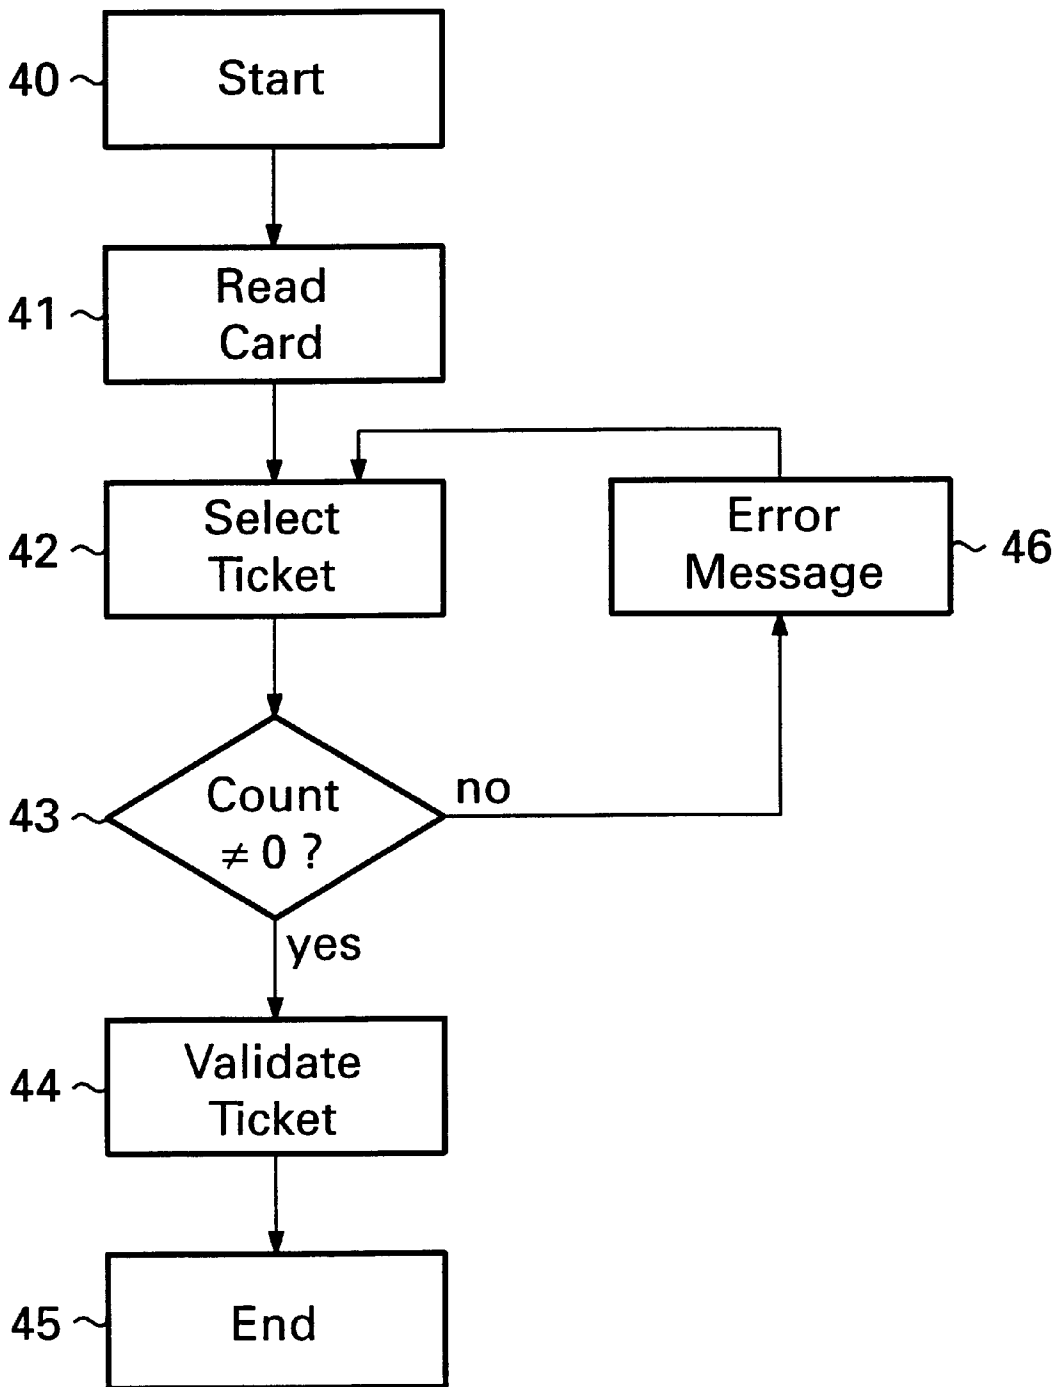 40
Start
41
Read
Card
42
Select
Ticket
Error
Message
46
43
Count
≠ 0 ?
no
yes
44
Validate
Ticket
45
End